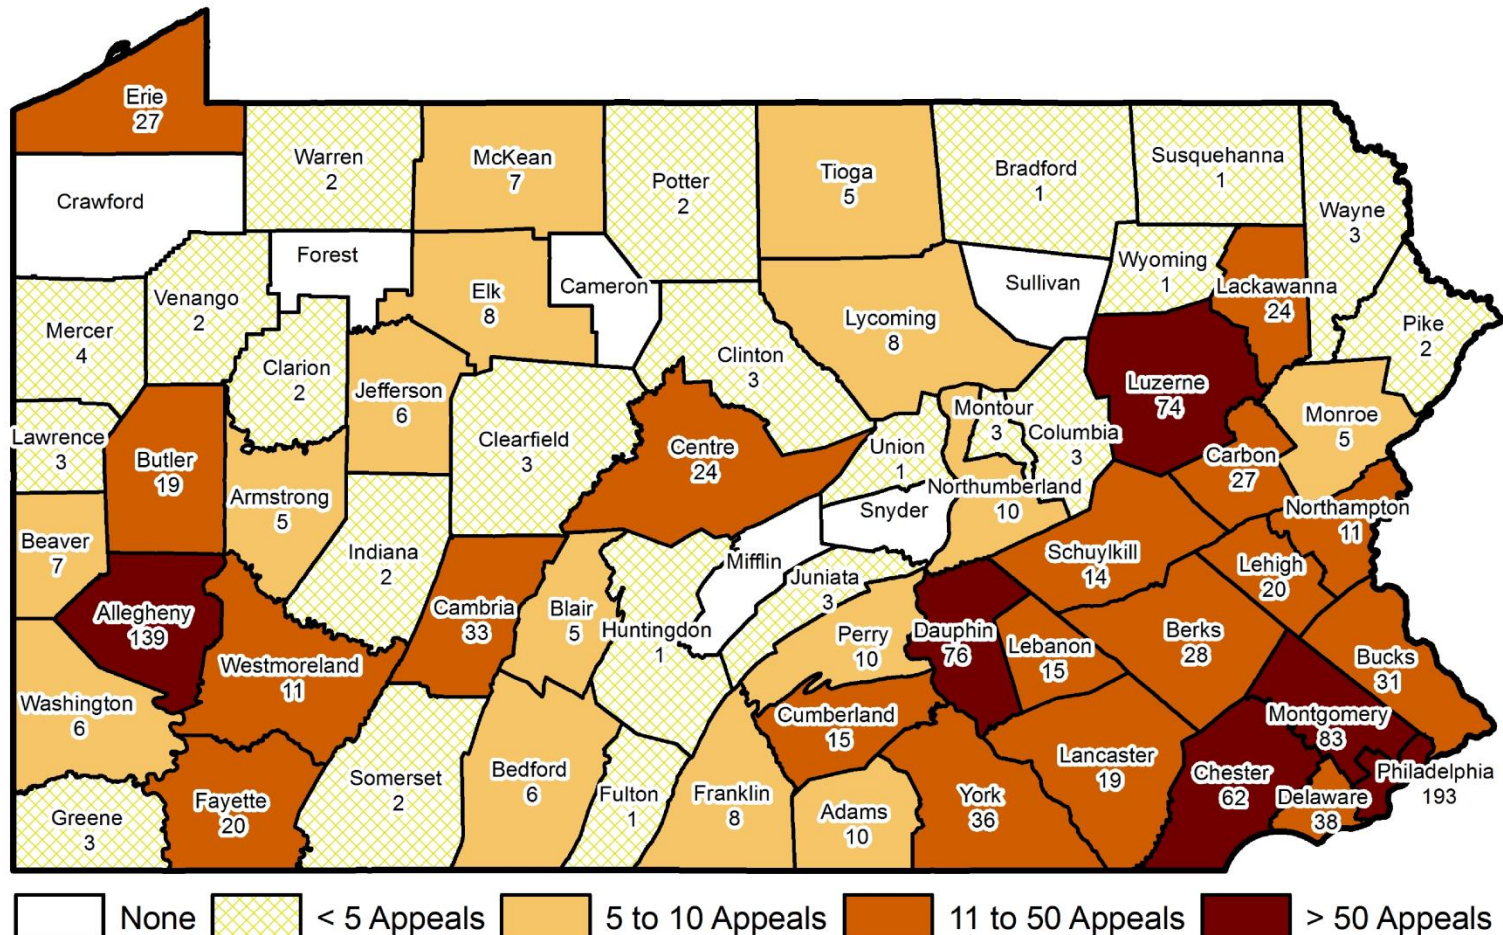 Erie
27
Warren
2
McKean
7
Potter
2
Tioga
5
Bradford
1
Susquehanna
1
Wayne
3
Crawford
Forest
Venango
2
Elk
8
Cameron
Sullivan
Wyoming
1
Lackawanna
24
Pike
2
Mercer
4
Clarion
2
Jefferson
6
Clinton
3
Lycoming
8
Luzerne
74
Monroe
5
Lawrence
3
Butler
19
Armstrong
5
Clearfield
3
Centre
24
Union
1
Montour
3
Columbia
3
Carbon
27
Northampton
11
Beaver
7
Indiana
2
Snyder
Northumberland
10
Schuylkill
14
Lehigh
20
Allegheny
139
Cambria
33
Blair
5
Huntingdon
1
Mifflin
Juniata
3
Perry
10
Dauphin
76
Lebanon
15
Berks
28
Bucks
31
Washington
6
Westmoreland
11
Cumberland
15
Lancaster
19
Montgomery
83
Greene
3
Fayette
20
Somerset
2
Bedford
6
Fulton
1
Franklin
8
Adams
10
York
36
Chester
62
Delaware
38
Philadelphia
193
None
< 5 Appeals
5 to 10 Appeals
11 to 50 Appeals
> 50 Appeals